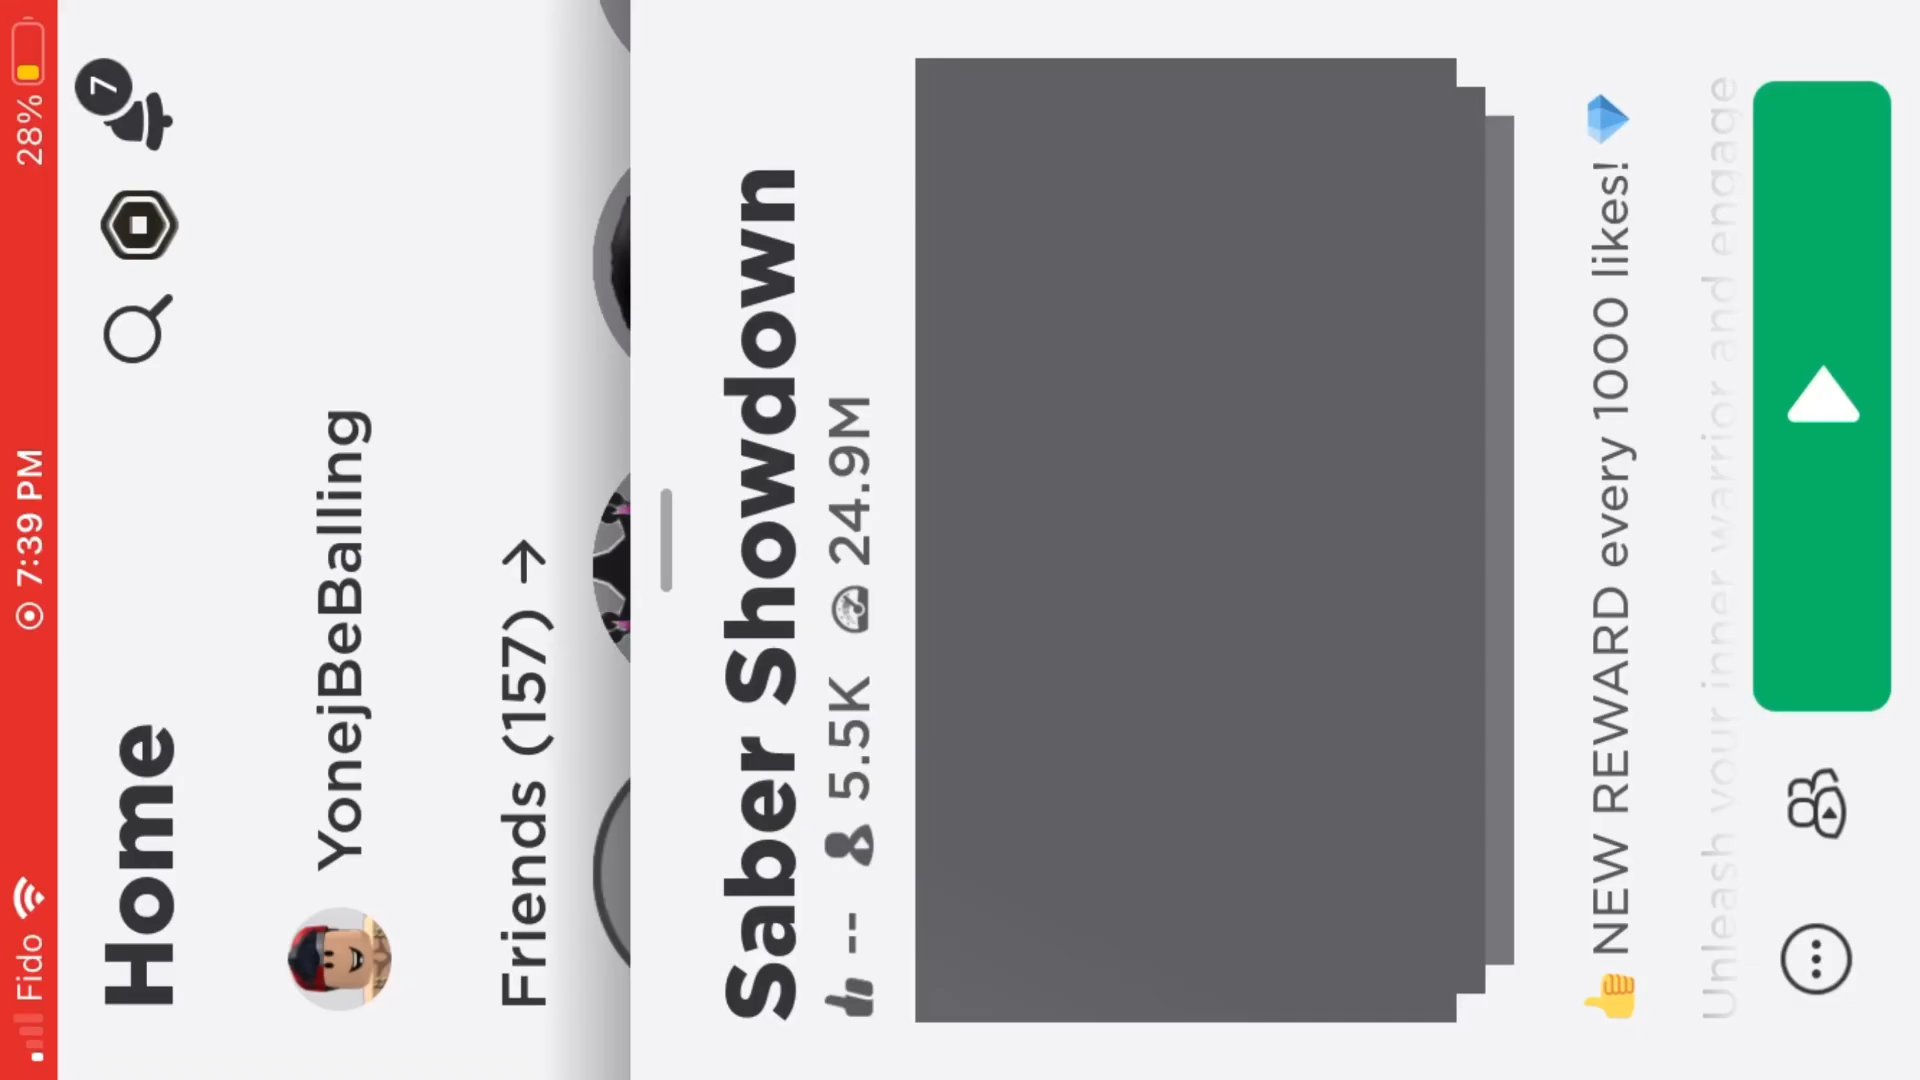 Fido 7:39 PM 28%
Home
7
YonejBeBalling
Friends (157) →
Saber Showdown
-- 5.5K 24.9M
👍 NEW REWARD every 1000 likes! 💎
Unleash your inner warrior and engage